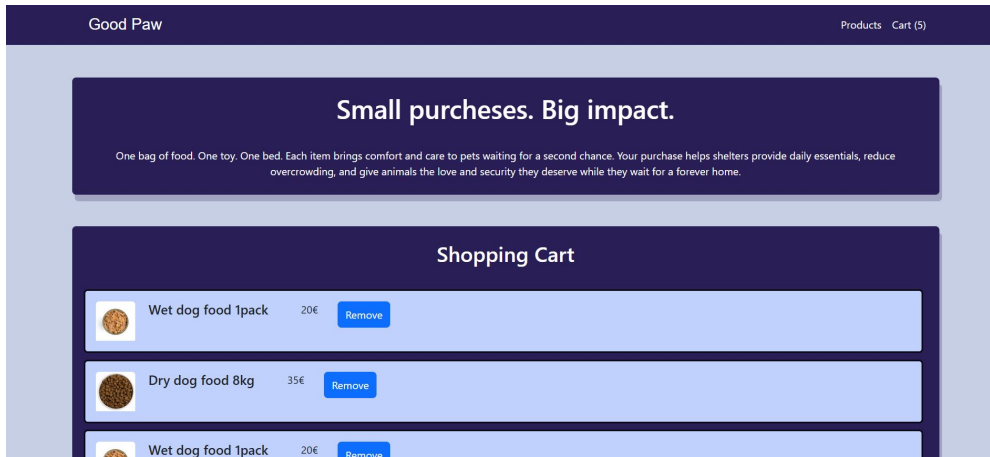 Good Paw
Products Cart (5)
Small purcheses. Big impact.
One bag of food. One toy. One bed. Each item brings comfort and care to pets waiting for a second chance. Your purchase helps shelters provide daily essentials, reduce
overcrowding, and give animals the love and security they deserve while they wait for a forever home.
Shopping Cart
Wet dog food 1pack 20€ Remove
Dry dog food 8kg 35€ Remove
Wet dog food 1pack 20€ Remove